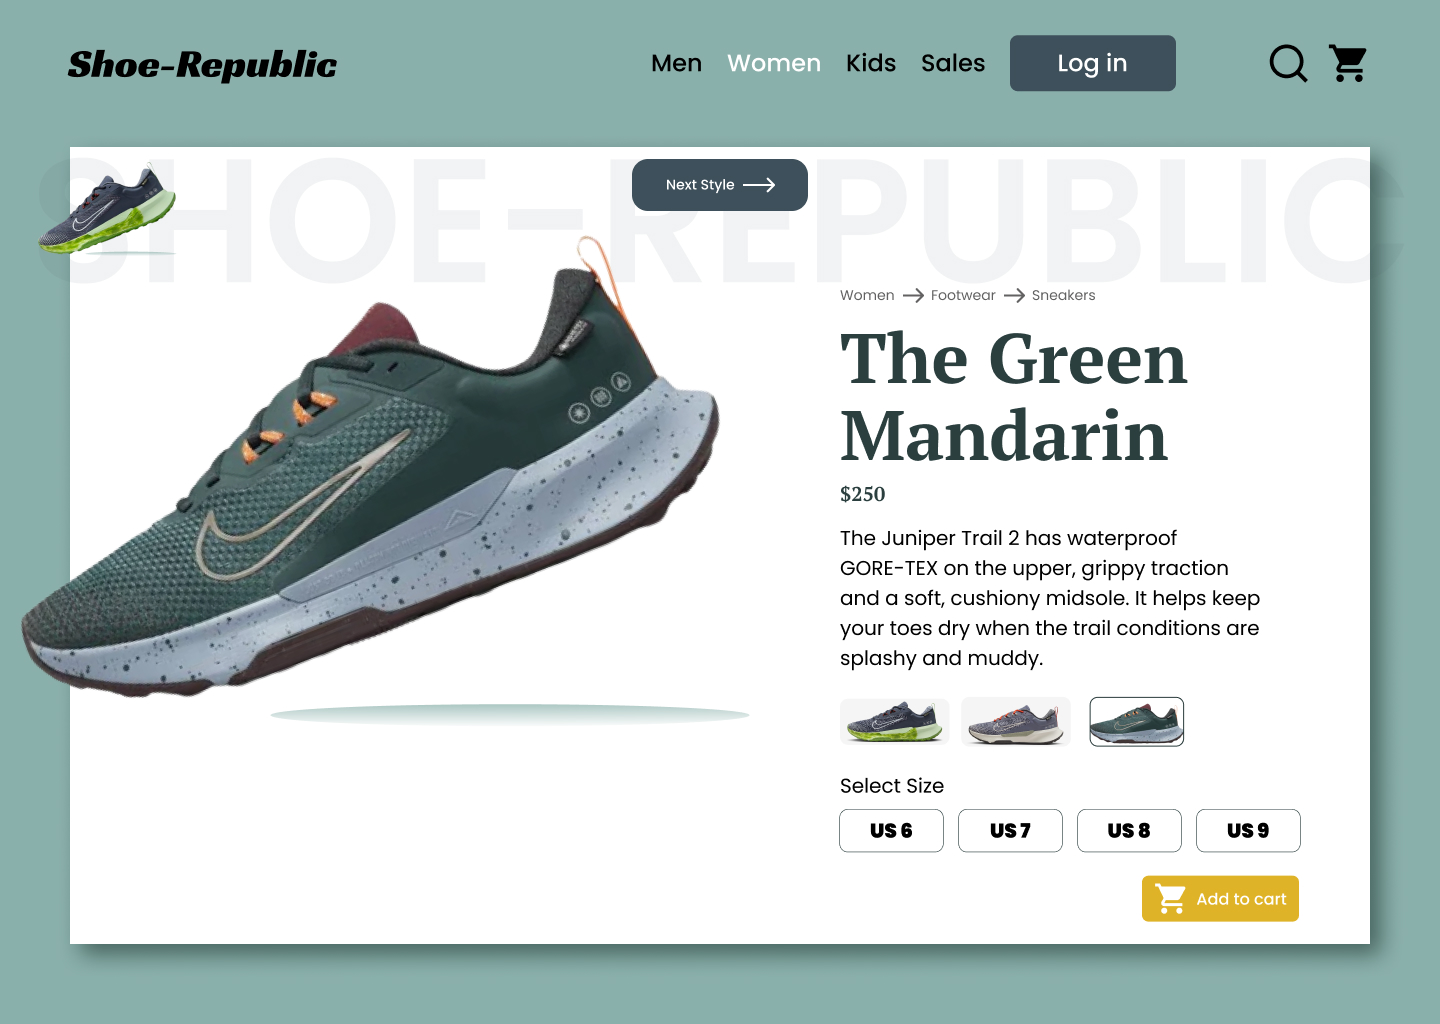 Shoe-Republic
Men Women Kids Sales Log in
SHOE-REPUBLIC
Next Style
Women Footwear Sneakers
The Green
Mandarin
$250
The Juniper Trail 2 has waterproof
GORE-TEX on the upper, grippy traction
and a soft, cushiony midsole. It helps keep
your toes dry when the trail conditions are
splashy and muddy.
Select Size
US 6 US 7 US 8 US 9
Add to cart